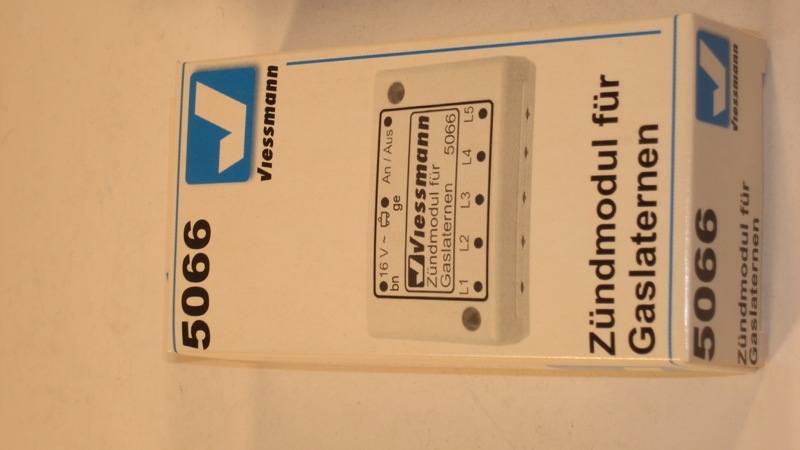 5066
Viessmann
16 V ~
An / Aus
bn
ge
Viessmann
Zündmodul für
Gaslaternen 5066
L1 L2 L3 L4 L5
Zündmodul für
Gaslaternen
5066
Viessmann
Zündmodul für
Gaslaternen